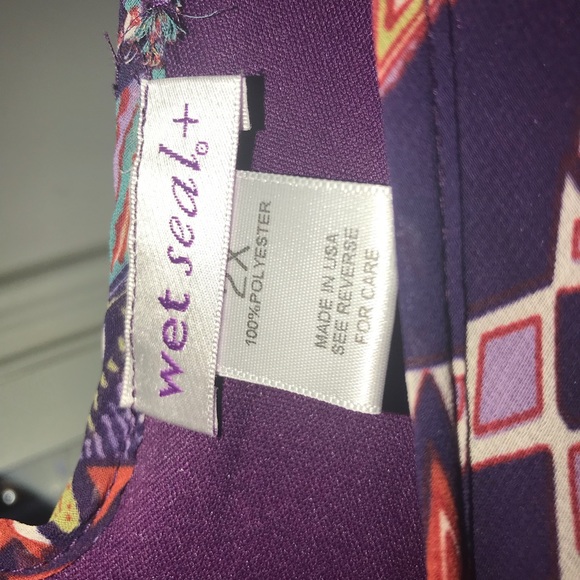 wet seal®+
2X
100%POLYESTER
MADE IN USA
SEE REVERSE
FOR CARE